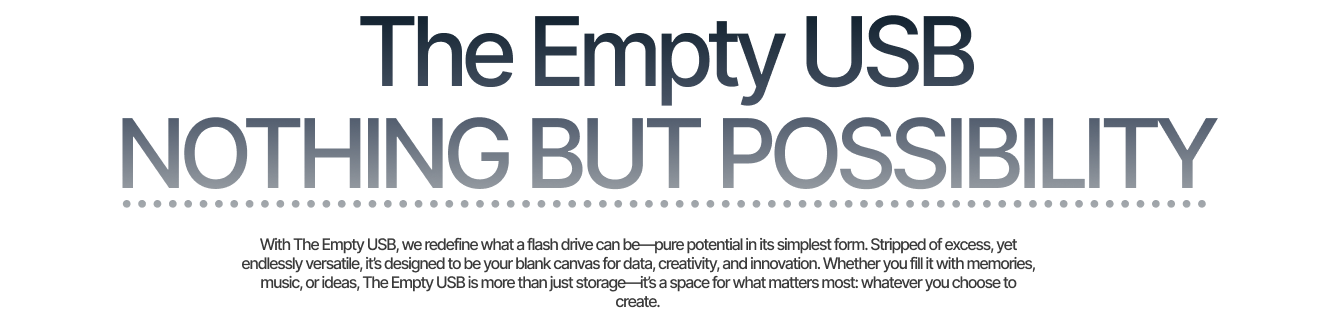 The Empty USB
NOTHING BUT POSSIBILITY
With The Empty USB, we redefine what a flash drive can be—pure potential in its simplest form. Stripped of excess, yet
endlessly versatile, it's designed to be your blank canvas for data, creativity, and innovation. Whether you fill it with memories,
music, or ideas, The Empty USB is more than just storage—it's a space for what matters most: whatever you choose to
create.